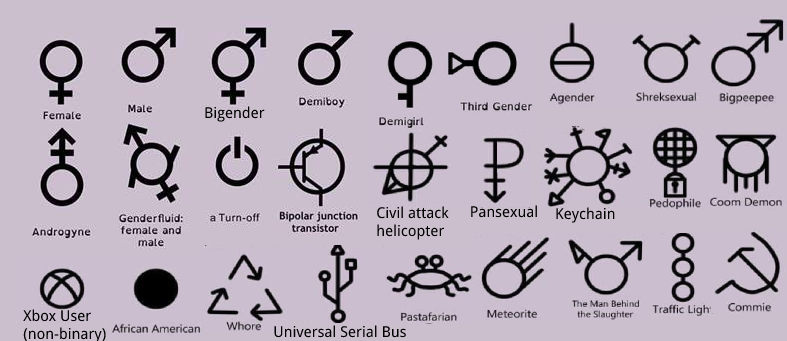 Female
Male
Bigender
Demiboy
Demigirl
Third Gender
Agender
Shreksexual
Bigpeepee
Androgyne
Genderfluid:
female and
male
a Turn-off
Bipolar junction
transistor
Civil attack
helicopter
Pansexual
Keychain
Pedophile
Coom Demon
Xbox User
(non-binary)
African American
Whore
Universal Serial Bus
Pastafarian
Meteorite
The Man Behind
the Slaughter
Traffic Light
Commie